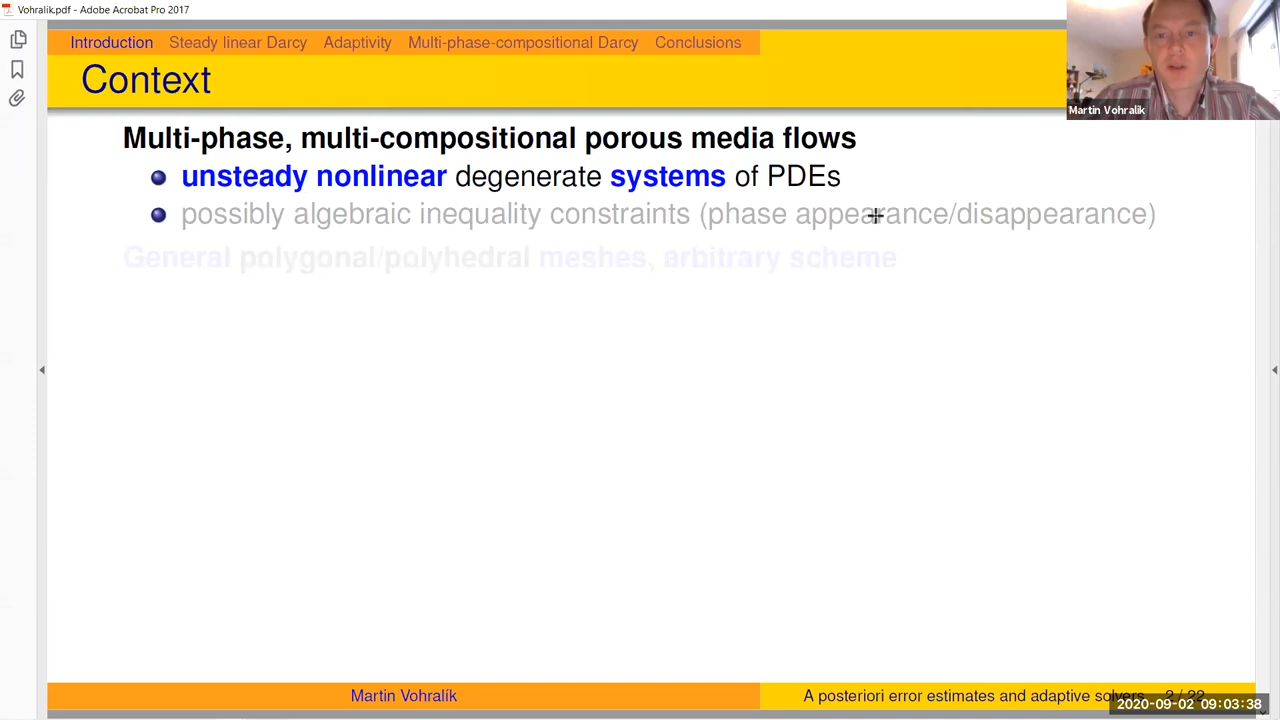 Vohralik.pdf - Adobe Acrobat Pro 2017
Introduction Steady linear Darcy Adaptivity Multi-phase-compositional Darcy Conclusions
Context
Martin Vohralik
Multi-phase, multi-compositional porous media flows
unsteady nonlinear degenerate systems of PDEs
possibly algebraic inequality constraints (phase appearance/disappearance)
General polygonal/polyhedral meshes, arbitrary scheme
Martin Vohralík
A posteriori error estimates and adaptive solvers 2 / 22
2020-09-02 09:03:38